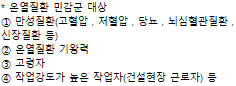 * 온열질환 민감군 대상
① 만성질환(고혈압 , 저혈압 , 당뇨 , 뇌심혈관질환 ,
신장질환 등)
② 온열질환 기왕력
③ 고령자
④ 작업강도가 높은 작업자(건설현장 근로자) 등